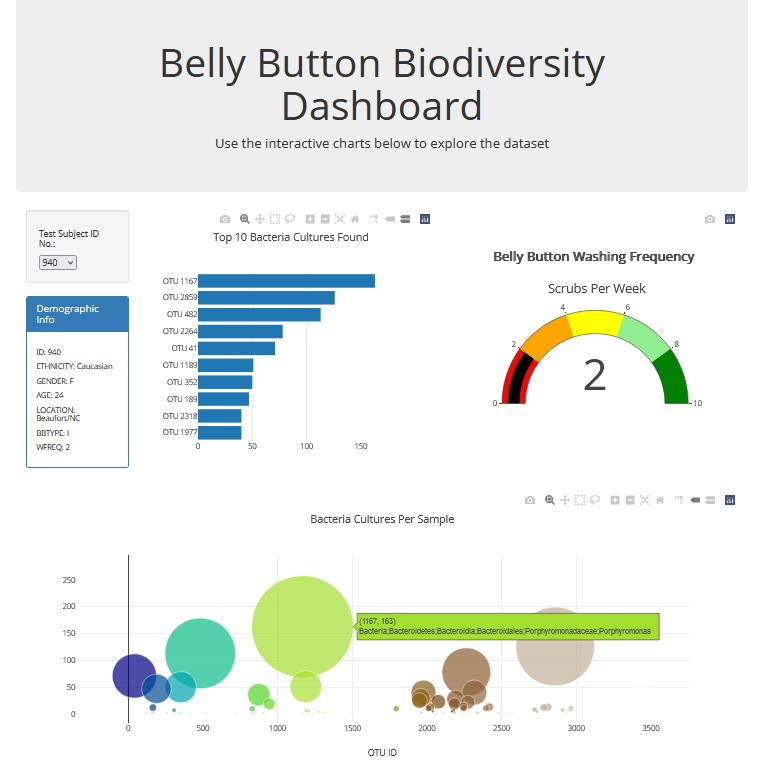 Belly Button Biodiversity
Dashboard
Use the interactive charts below to explore the dataset
Test Subject ID
No.:
940
Demographic
Info
ID: 940
ETHNICITY: Caucasian
GENDER: F
AGE: 24
LOCATION:
Beaufort/NC
BBTYPE: I
WFREQ: 2
Top 10 Bacteria Cultures Found
OTU 1167
OTU 2859
OTU 482
OTU 2264
OTU 41
OTU 1189
OTU 352
OTU 189
OTU 2318
OTU 1977
0 50 100 150
Belly Button Washing Frequency
Scrubs Per Week
0 2 4 6 8 10
2
Bacteria Cultures Per Sample
250
200
150
100
50
0
(1167, 163)
Bacteria;Bacteroidetes;Bacteroidia;Bacteroidales;Porphyromonadaceae;Porphyromonas
0 500 1000 1500 2000 2500 3000 3500
OTU ID